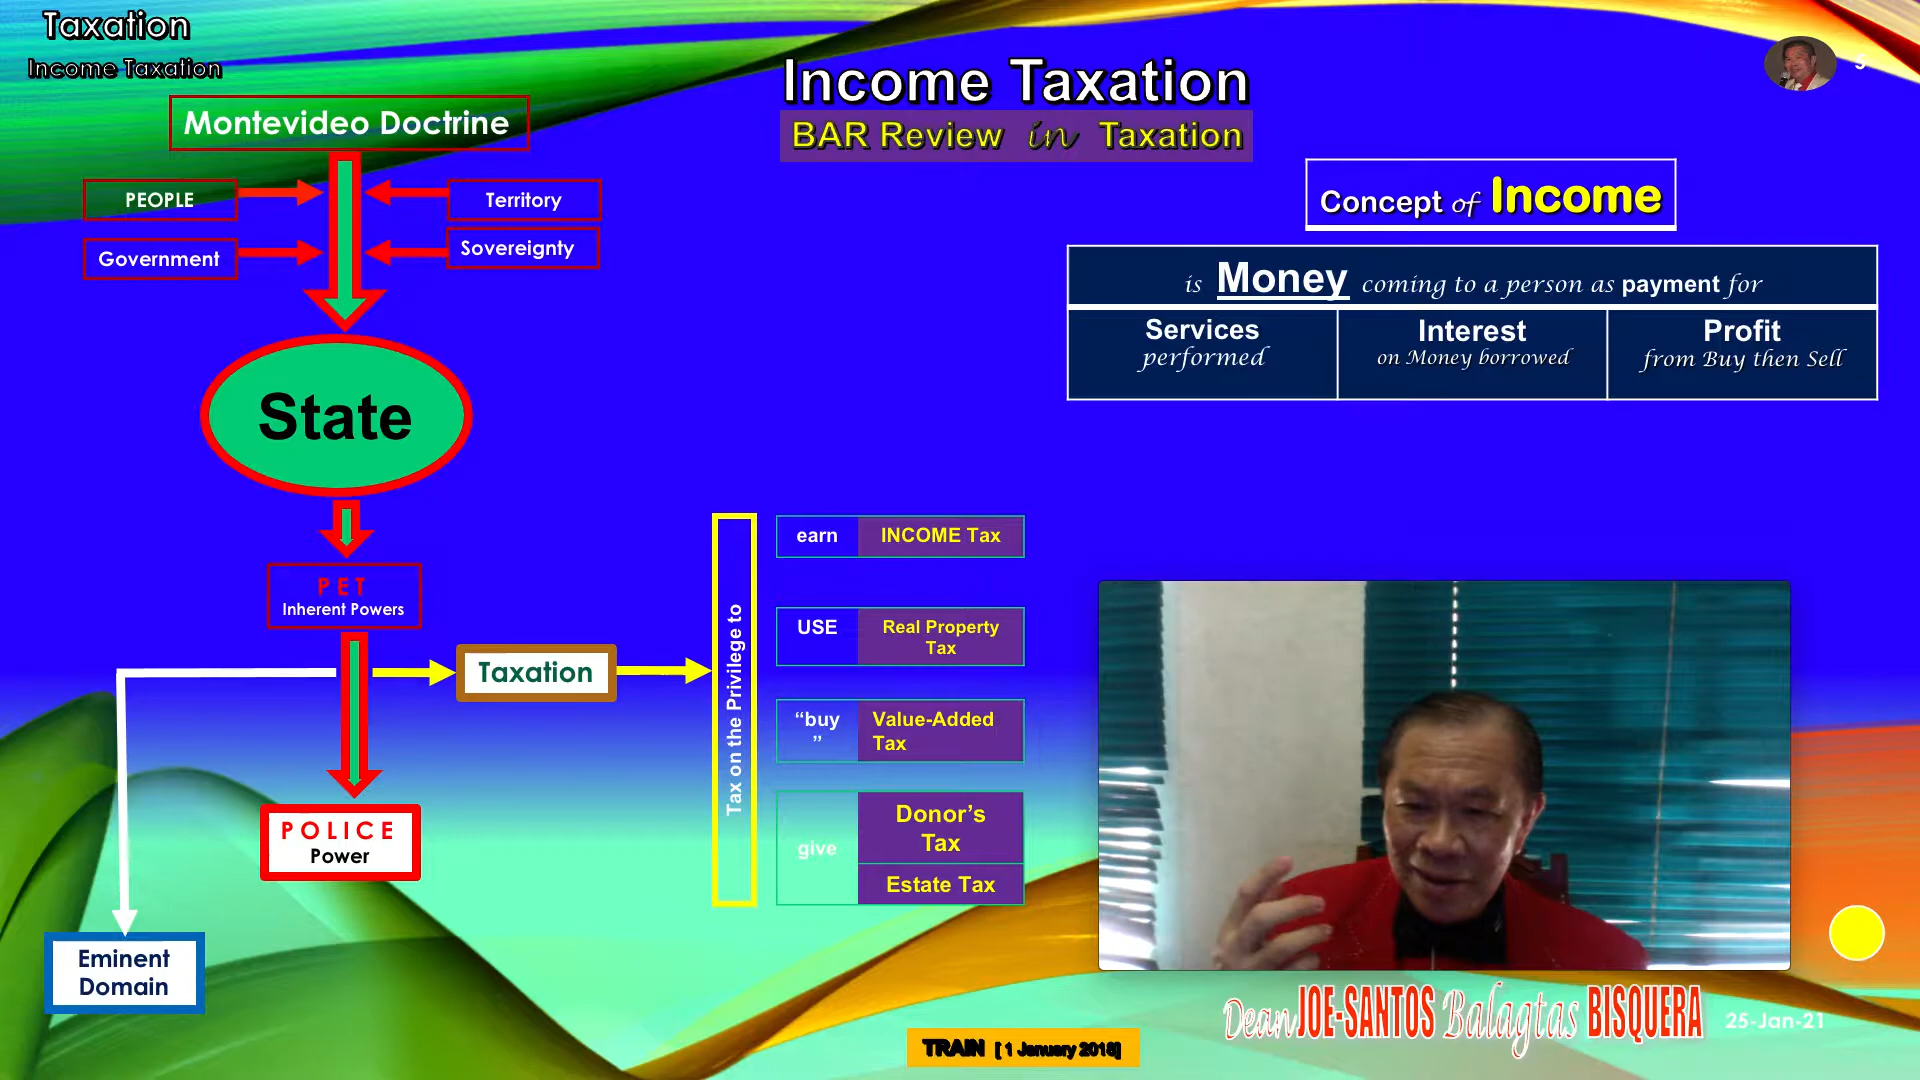 Taxation
Income Taxation
Income Taxation
BAR Review in Taxation
Montevideo Doctrine
PEOPLE
Territory
Government
Sovereignty
State
PET
Inherent Powers
Taxation
POLICE
Power
Eminent
Domain
Tax on the Privilege to
earn
INCOME Tax
USE
Real Property
Tax
“buy
”
Value-Added
Tax
give
Donor’s
Tax
Estate Tax
Concept of Income
is Money coming to a person as payment for
Services
performed
Interest
on Money borrowed
Profit
from Buy then Sell
Dean JOE-SANTOS Balagtas BISQUERA
25-Jan-21
TRAIN [ 1 January 2018]